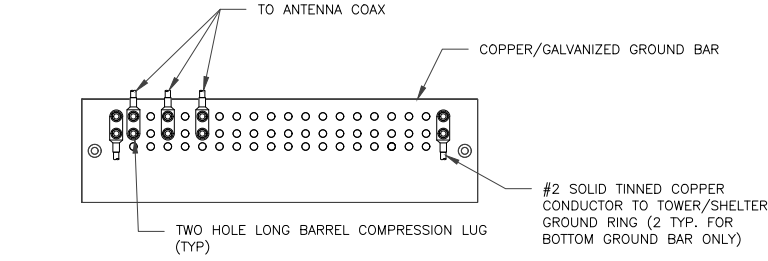 TO ANTENNA COAX
COPPER/GALVANIZED GROUND BAR
#2 SOLID TINNED COPPER
CONDUCTOR TO TOWER/SHELTER
GROUND RING (2 TYP. FOR
BOTTOM GROUND BAR ONLY)
TWO HOLE LONG BARREL COMPRESSION LUG
(TYP)